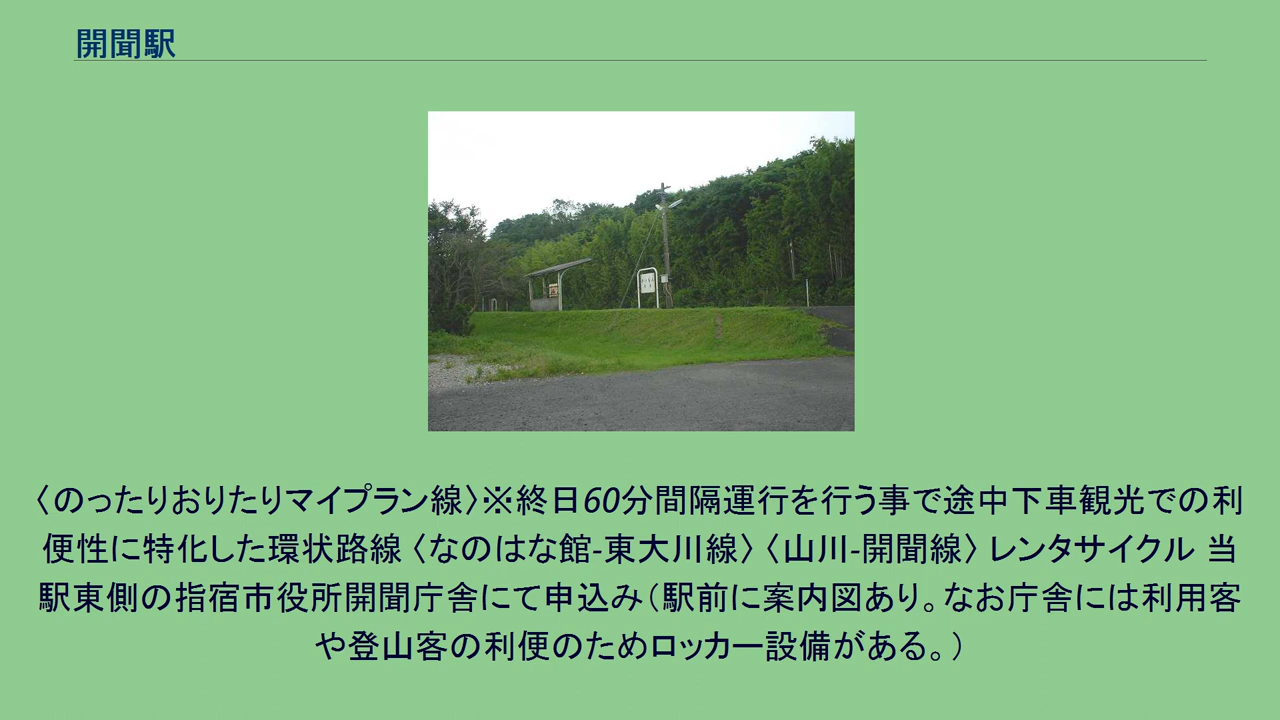 開聞駅
〈のったりおりたりマイプラン線〉※終日60分間隔運行を行う事で途中下車観光での利
便性に特化した環状路線 〈なのはな館-東大川線〉 〈山川-開聞線〉 レンタサイクル 当
駅東側の指宿市役所開聞庁舎にて申込み（駅前に案内図あり。なお庁舎には利用客
や登山客の利便のためロッカー設備がある。）